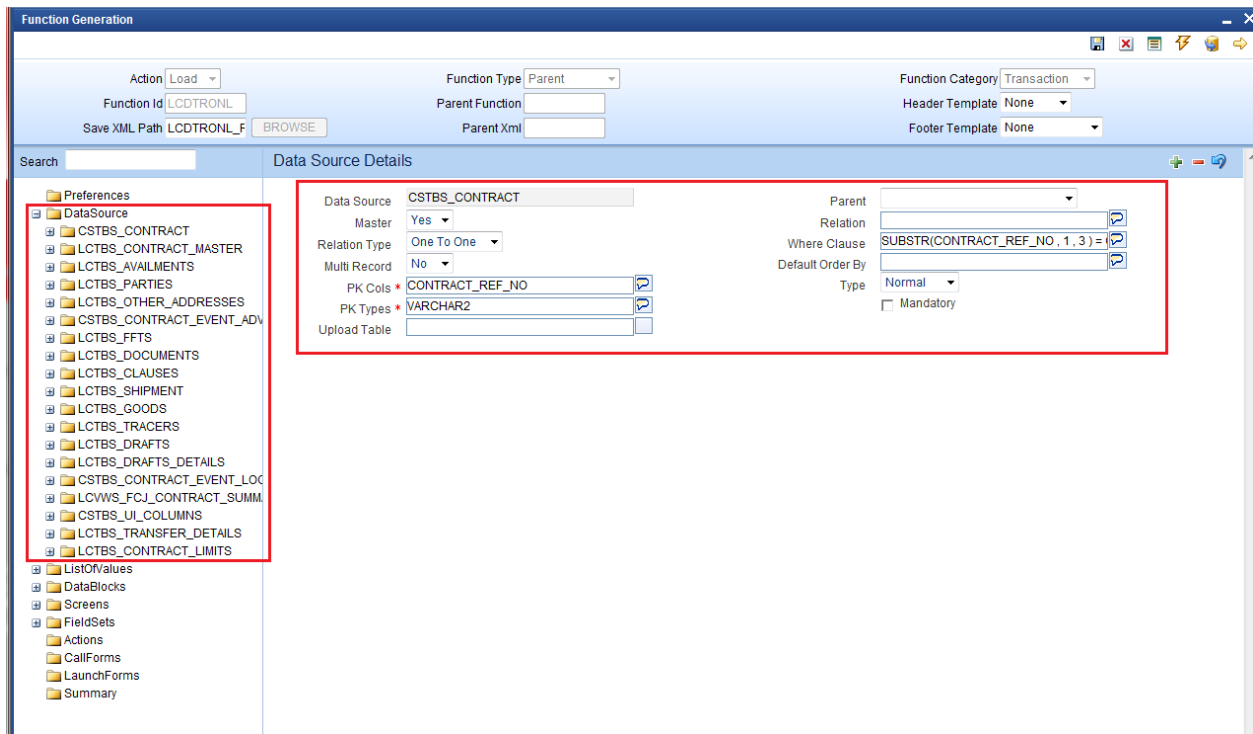 Function Generation
Action Load Function Type Parent Function Category Transaction
Function Id LCDTRONL Parent Function Header Template None
Save XML Path LCDTRONL_F BROWSE Parent Xml Footer Template None
Search Data Source Details
Preferences
DataSource
CSTBS_CONTRACT
LCTBS_CONTRACT_MASTER
LCTBS_AVAILMENTS
LCTBS_PARTIES
LCTBS_OTHER_ADDRESSES
CSTBS_CONTRACT_EVENT_ADV
LCTBS_FFTS
LCTBS_DOCUMENTS
LCTBS_CLAUSES
LCTBS_SHIPMENT
LCTBS_GOODS
LCTBS_TRACERS
LCTBS_DRAFTS
LCTBS_DRAFTS_DETAILS
CSTBS_CONTRACT_EVENT_LOG
LCVWS_FCJ_CONTRACT_SUMM
CSTBS_UI_COLUMNS
LCTBS_TRANSFER_DETAILS
LCTBS_CONTRACT_LIMITS
ListOfValues
DataBlocks
Screens
FieldSets
Actions
CallForms
LaunchForms
Summary
Data Source CSTBS_CONTRACT Parent
Master Yes Relation
Relation Type One To One Where Clause SUBSTR(CONTRACT_REF_NO , 1 , 3 ) =
Multi Record No Default Order By
PK Cols * CONTRACT_REF_NO Type Normal
PK Types * VARCHAR2 Mandatory
Upload Table